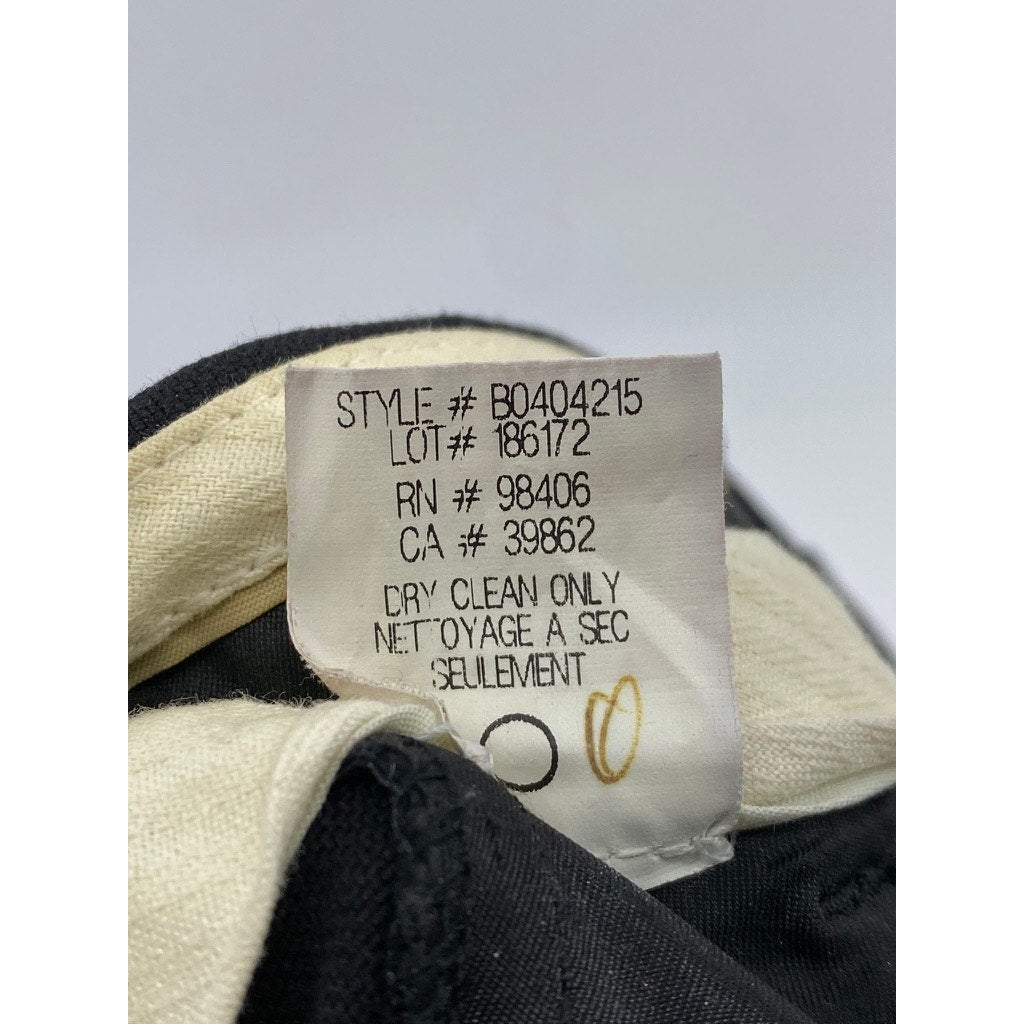 STYLE # B0404215
LOT# 186172
RN # 98406
CA # 39862
DRY CLEAN ONLY
NETTOYAGE A SEC
SEULEMENT